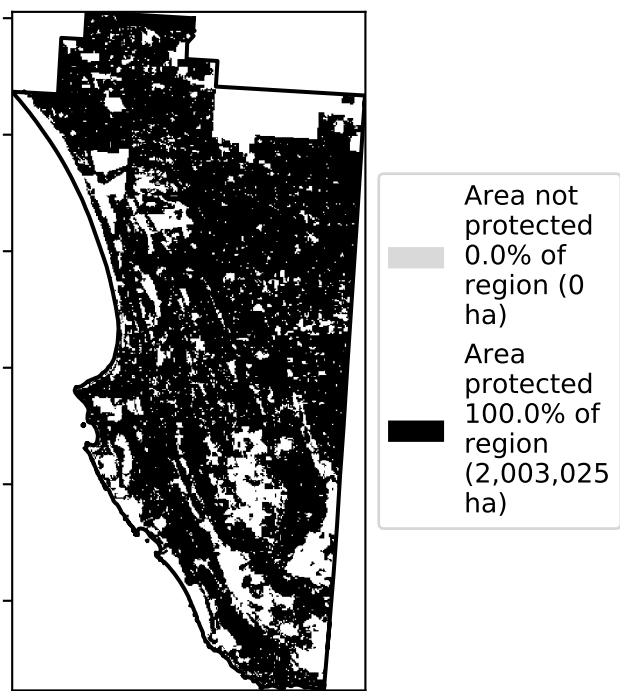 Area not
protected
0.0% of
region (0
ha)
Area
protected
100.0% of
region
(2,003,025
ha)